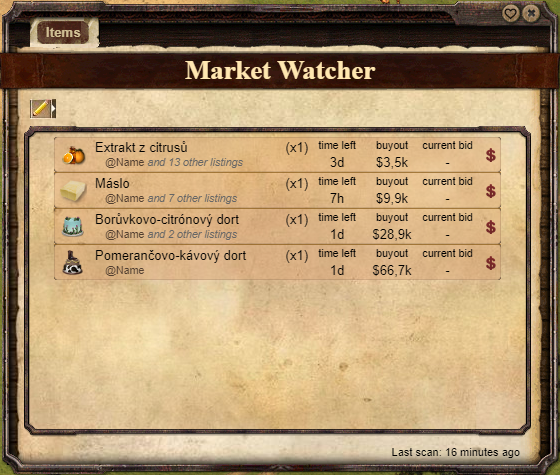 Items
Market Watcher
Extrakt z citrusů (x1) time left buyout current bid
@Name and 13 other listings 3d $3,5k - $
Máslo (x1) time left buyout current bid
@Name and 7 other listings 7h $9,9k - $
Borůvkovo-citrónový dort (x1) time left buyout current bid
@Name and 2 other listings 1d $28,9k - $
Pomerančovo-kávový dort (x1) time left buyout current bid
@Name 1d $66,7k - $
Last scan: 16 minutes ago